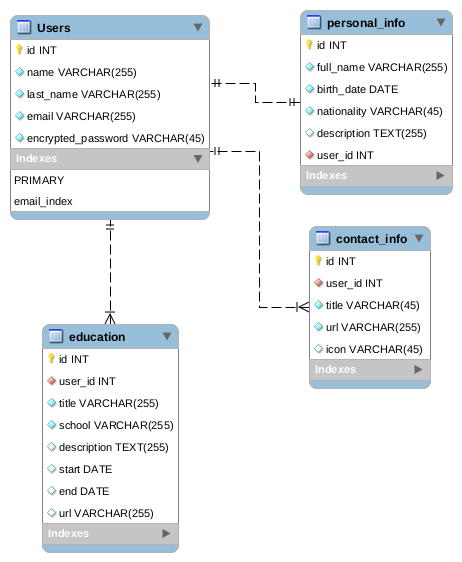 Users
id INT
name VARCHAR(255)
last_name VARCHAR(255)
email VARCHAR(255)
encrypted_password VARCHAR(45)
Indexes
PRIMARY
email_index
personal_info
id INT
full_name VARCHAR(255)
birth_date DATE
nationality VARCHAR(45)
description TEXT(255)
user_id INT
Indexes
contact_info
id INT
user_id INT
title VARCHAR(45)
url VARCHAR(255)
icon VARCHAR(45)
Indexes
education
id INT
user_id INT
title VARCHAR(255)
school VARCHAR(255)
description TEXT(255)
start DATE
end DATE
url VARCHAR(255)
Indexes